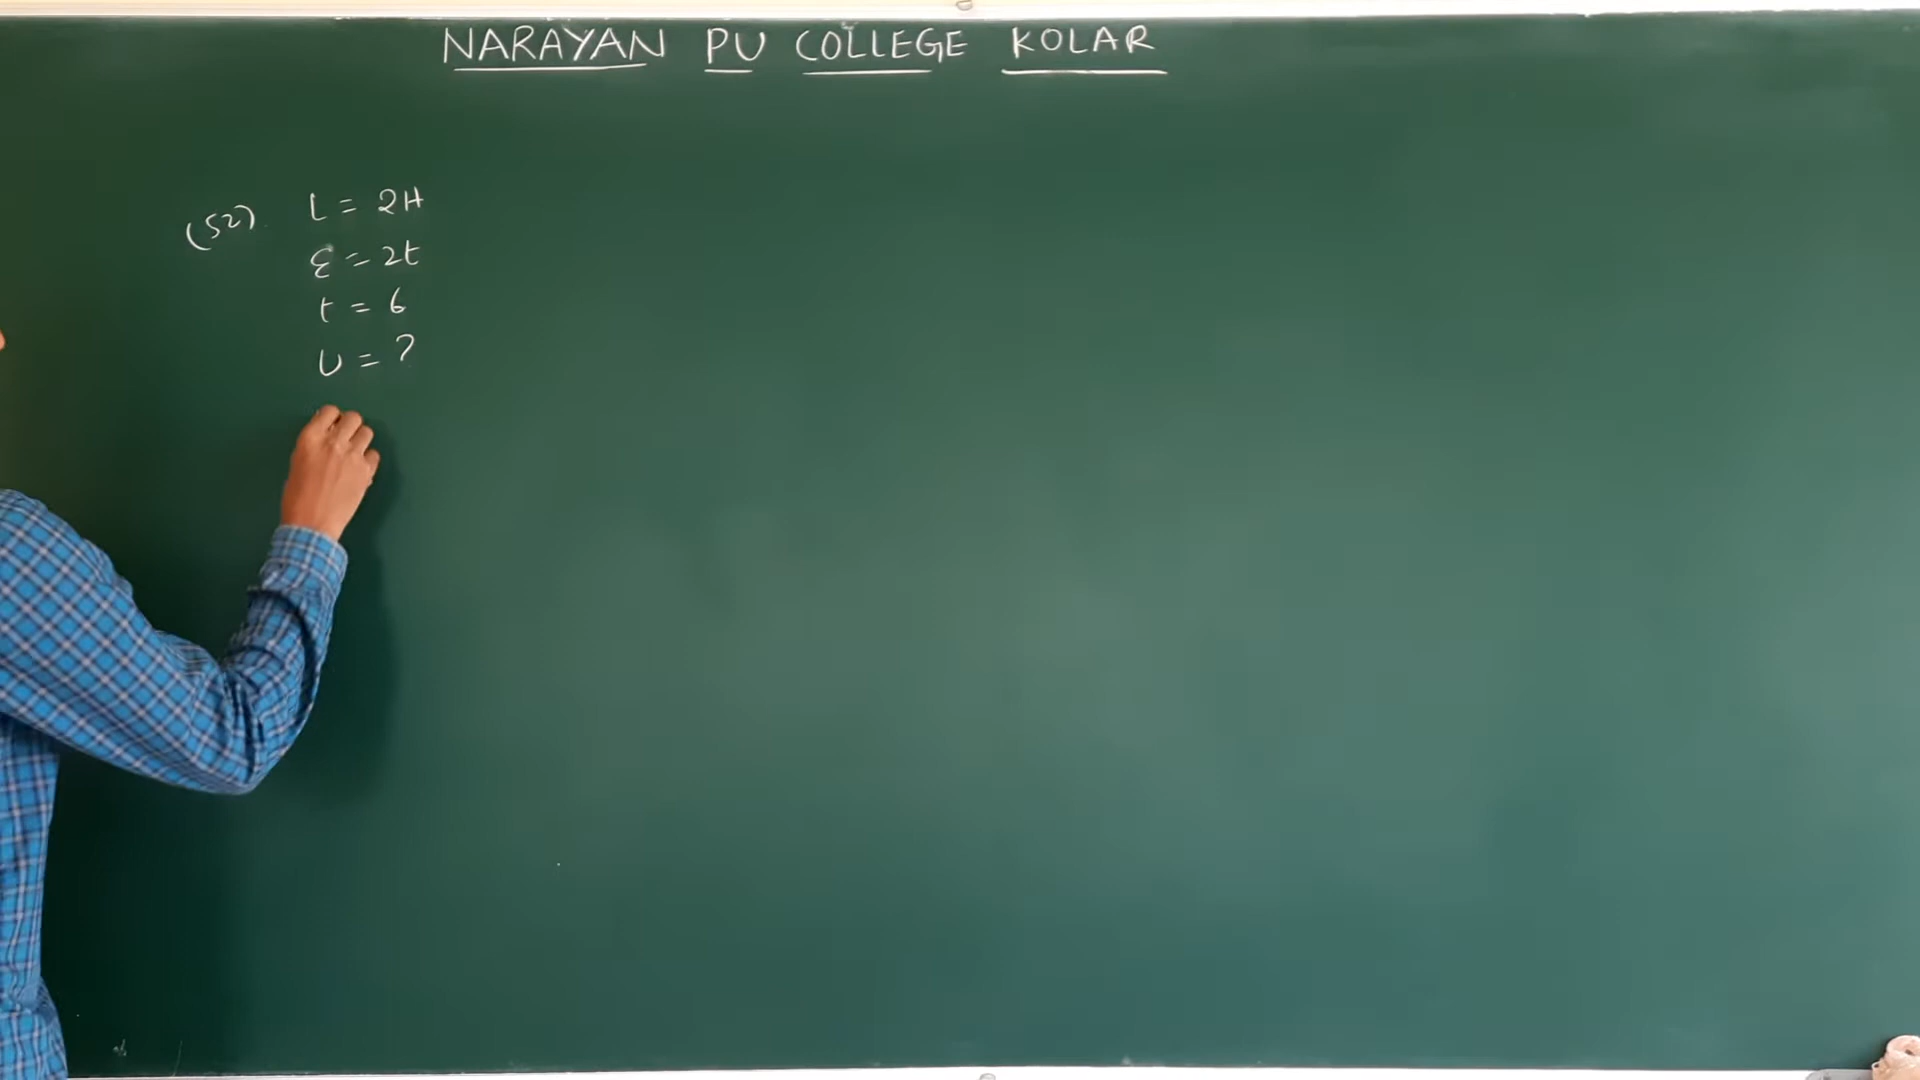 NARAYAN PU COLLEGE KOLAR
(52) L = 2H
ε = 2t
t = 6
U = ?